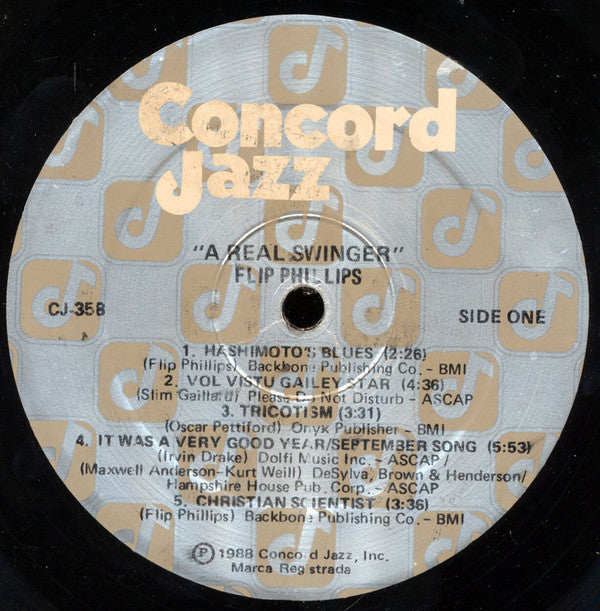 Concord
Jazz
"A REAL SWINGER"
FLIP PHILLIPS
CJ-358
SIDE ONE
1. HASHIMOTO'S BLUES (2:26)
(Flip Phillips) Backbone Publishing Co. - BMI
2. VOL VISTU GAILEY STAR (4:36)
(Slim Gaillard) Please Do Not Disturb - ASCAP
3. TRICOTISM (3:31)
(Oscar Pettiford) Onyx Publisher - BMI
4. IT WAS A VERY GOOD YEAR/SEPTEMBER SONG (5:53)
(Irvin Drake) Dolfi Music Inc. - ASCAP /
(Maxwell Anderson-Kurt Weill) DeSylva, Brown & Henderson/
Hampshire House Pub. Corp. - ASCAP
5. CHRISTIAN SCIENTIST (3:36)
(Flip Phillips) Backbone Publishing Co. - BMI
Ⓟ 1988 Concord Jazz, Inc.
Marca Registrada